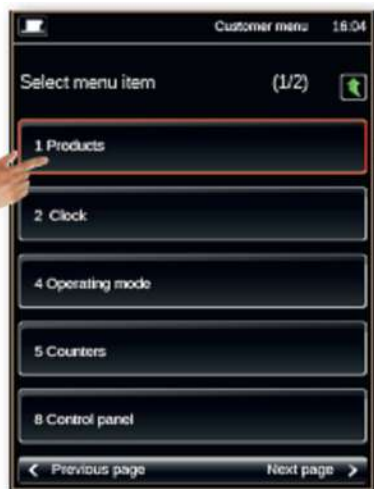 Customer menu 16:04
Select menu item (1/2)
1 Products
2 Clock
4 Operating mode
5 Counters
8 Control panel
< Previous page Next page >